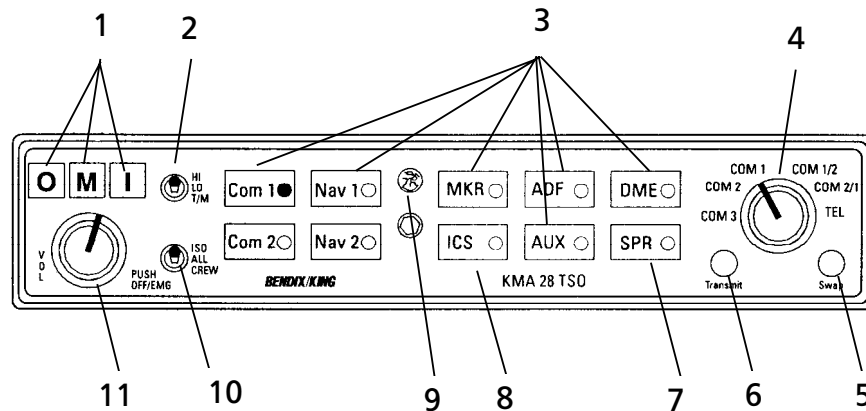 1 2 3 4
O M I
HI
LO
T/M
Com 1 Nav 1 MKR ADF DME
COM 1 COM 1/2
COM 2 COM 2/1
COM 3 TEL
VOL
PUSH
OFF/EMG
ISO
ALL
CREW
Com 2 Nav 2 ICS AUX SPR
BENDIX/KING KMA 28 TSO
Transmit Swap
11 10 9 8 7 6 5